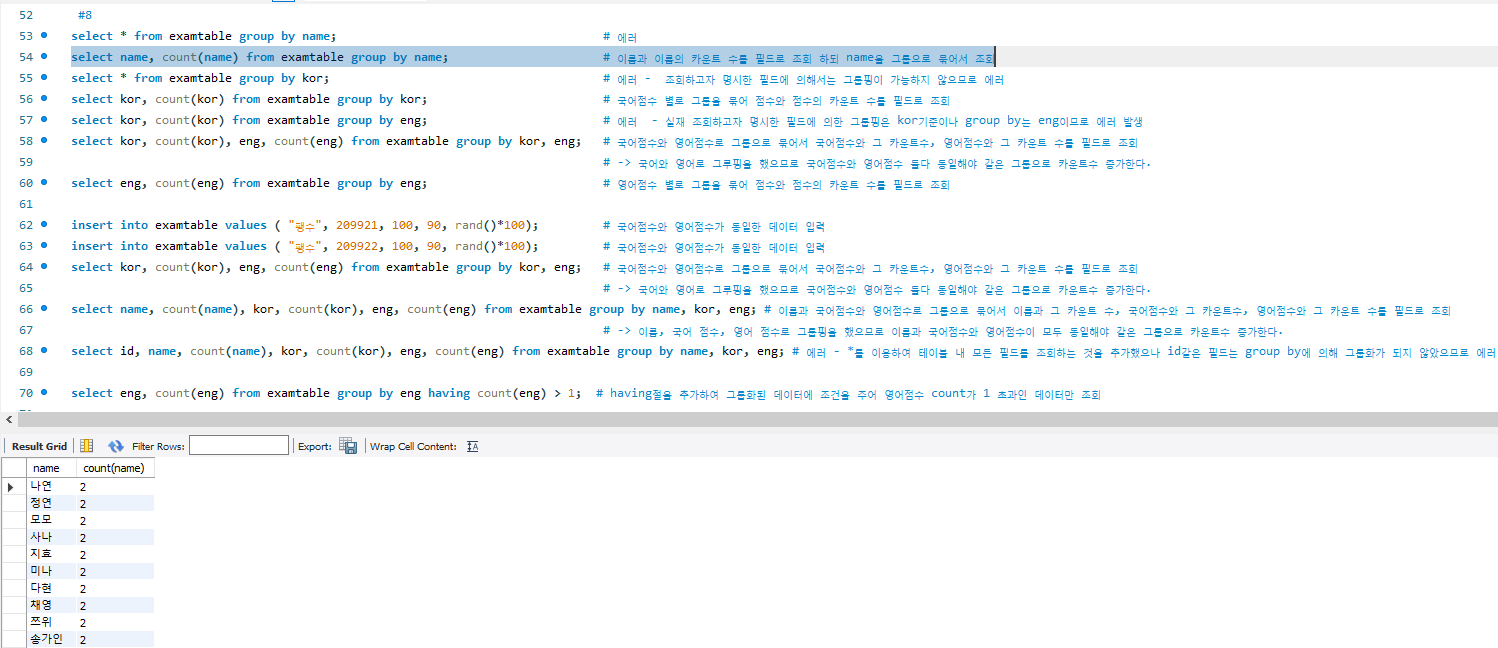 52 #8
53 select * from examtable group by name; # 에러
54 select name, count(name) from examtable group by name; # 이름과 이름의 카운트 수를 필드로 조회 하되 name을 그룹으로 묶어서 조회
55 select * from examtable group by kor; # 에러 - 조회하고자 명시한 필드에 의해서는 그룹핑이 가능하지 않으므로 에러
56 select kor, count(kor) from examtable group by kor; # 국어점수 별로 그룹을 묶어 점수와 점수의 카운트 수를 필드로 조회
57 select kor, count(kor) from examtable group by eng; # 에러 - 실재 조회하고자 명시한 필드에 의한 그룹핑은 kor기준이나 group by는 eng이므로 에러 발생
58 select kor, count(kor), eng, count(eng) from examtable group by kor, eng; # 국어점수와 영어점수로 그룹으로 묶어서 국어점수와 그 카운트수, 영어점수와 그 카운트 수를 필드로 조회
59 # -> 국어와 영어로 그루핑을 했으므로 국어점수와 영어점수 둘다 동일해야 같은 그룹으로 카운트수 증가한다.
60 select eng, count(eng) from examtable group by eng; # 영어점수 별로 그룹을 묶어 점수와 점수의 카운트 수를 필드로 조회
61
62 insert into examtable values ( "펭수", 209921, 100, 90, rand()*100); # 국어점수와 영어점수가 동일한 데이터 입력
63 insert into examtable values ( "펭수", 209922, 100, 90, rand()*100); # 국어점수와 영어점수가 동일한 데이터 입력
64 select kor, count(kor), eng, count(eng) from examtable group by kor, eng; # 국어점수와 영어점수로 그룹으로 묶어서 국어점수와 그 카운트수, 영어점수와 그 카운트 수를 필드로 조회
65 # -> 국어와 영어로 그루핑을 했으므로 국어점수와 영어점수 둘다 동일해야 같은 그룹으로 카운트수 증가한다.
66 select name, count(name), kor, count(kor), eng, count(eng) from examtable group by name, kor, eng; # 이름과 국어점수와 영어점수로 그룹으로 묶어서 이름과 그 카운트 수, 국어점수와 그 카운트수, 영어점수와 그 카운트 수를 필드로 조회
67 # -> 이름, 국어 점수, 영어 점수로 그룹핑을 했으므로 이름과 국어점수와 영어점수이 모두 동일해야 같은 그룹으로 카운트수 증가한다.
68 select id, name, count(name), kor, count(kor), eng, count(eng) from examtable group by name, kor, eng; # 에러 - *를 이용하여 테이블 내 모든 필드를 조회하는 것을 추가했으나 id같은 필드는 group by에 의해 그룹화가 되지 않았으므로 에러
69
70 select eng, count(eng) from examtable group by eng having count(eng) > 1; # having절을 추가하여 그룹화된 데이터에 조건을 주어 영어점수 count가 1 초과인 데이터만 조회
Result Grid Filter Rows: Export: Wrap Cell Content: IA
name count(name)
나연 2
정연 2
모모 2
사나 2
지효 2
미나 2
다현 2
채영 2
쯔위 2
송가인 2